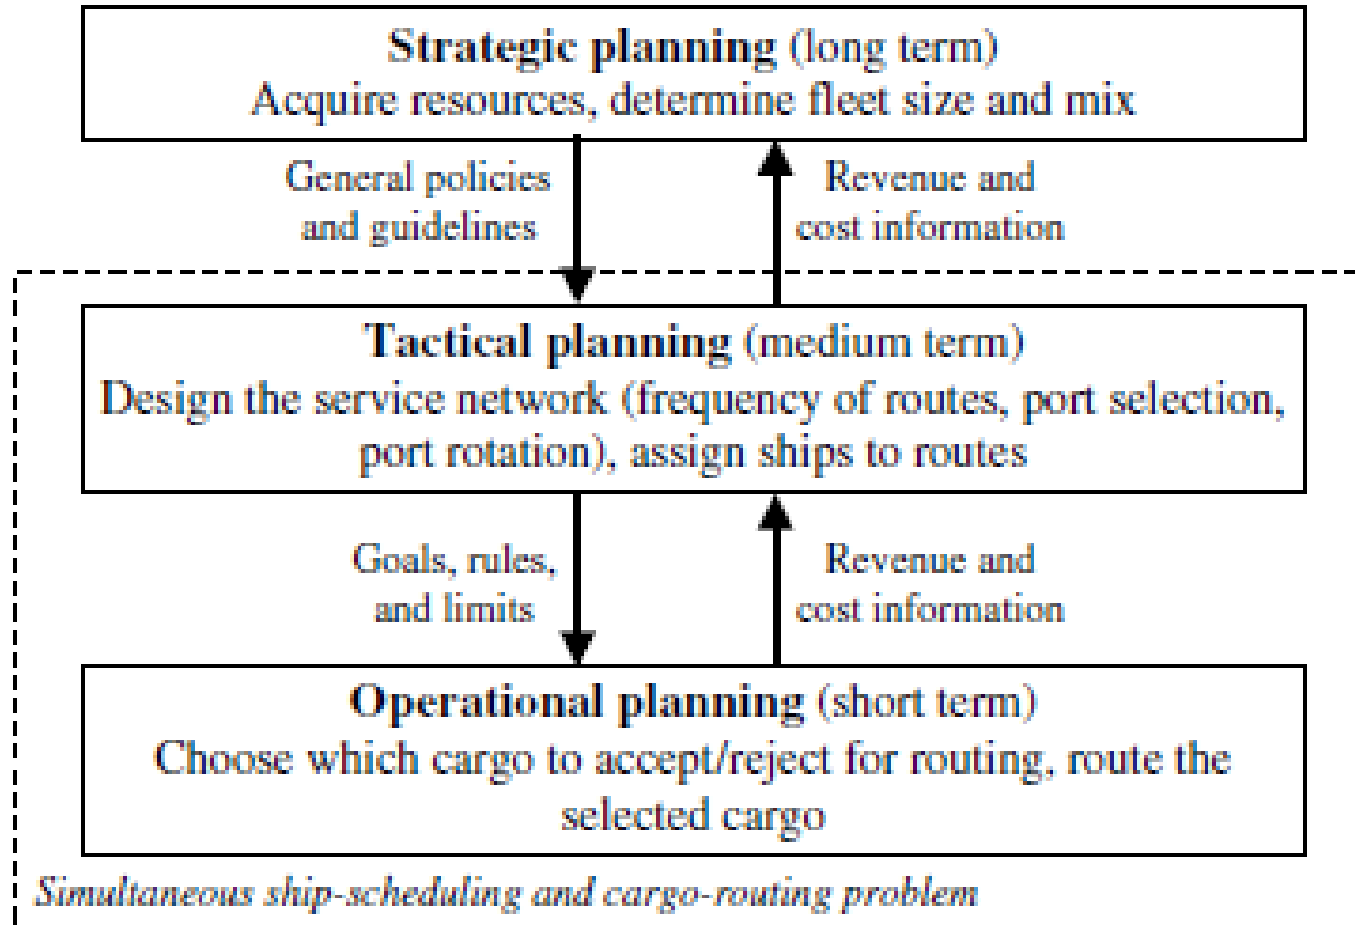 Strategic planning (long term)
Acquire resources, determine fleet size and mix
General policies
and guidelines
Revenue and
cost information
Tactical planning (medium term)
Design the service network (frequency of routes, port selection,
port rotation), assign ships to routes
Goals, rules,
and limits
Revenue and
cost information
Operational planning (short term)
Choose which cargo to accept/reject for routing, route the
selected cargo
Simultaneous ship-scheduling and cargo-routing problem